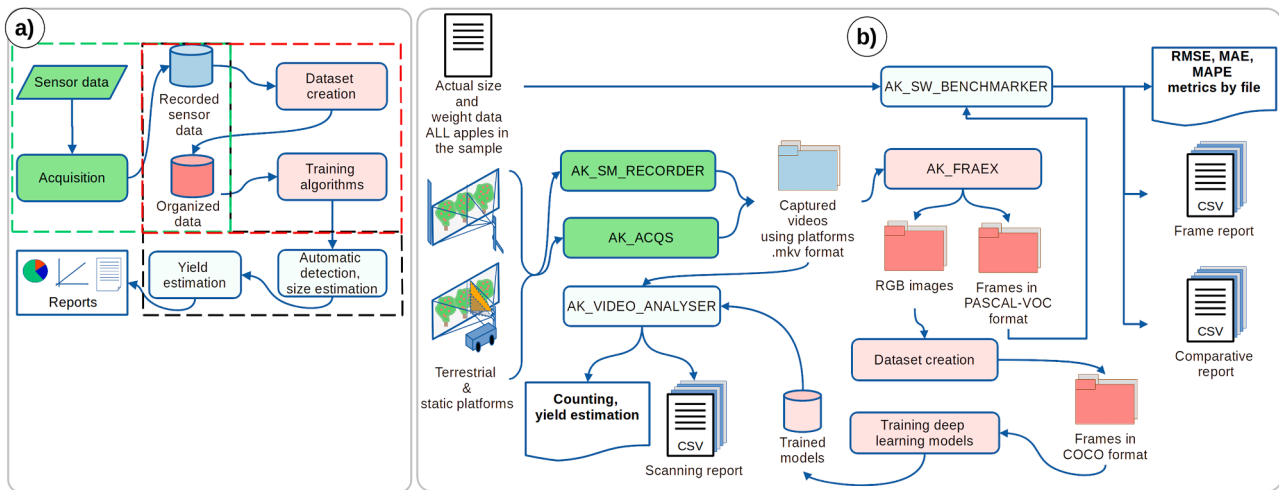 a)
Sensor data
Acquisition
Recorded
sensor
data
Organized
data
Dataset
creation
Training
algorithms
Automatic
detection,
size estimation
Yield
estimation
Reports
b)
Actual size
and
weight data
ALL apples in
the sample
Terrestrial
&
static platforms
AK_SM_RECORDER
AK_ACQS
Captured
videos
using platforms
.mkv format
AK_VIDEO_ANALYSER
Counting,
yield estimation
CSV
Scanning report
Trained
models
AK_SW_BENCHMARKER
AK_FRAEX
RGB images
Frames in
PASCAL-VOC
format
Dataset creation
Frames in
COCO format
Training deep
learning models
RMSE, MAE,
MAPE
metrics by file
CSV
Frame report
CSV
Comparative
report